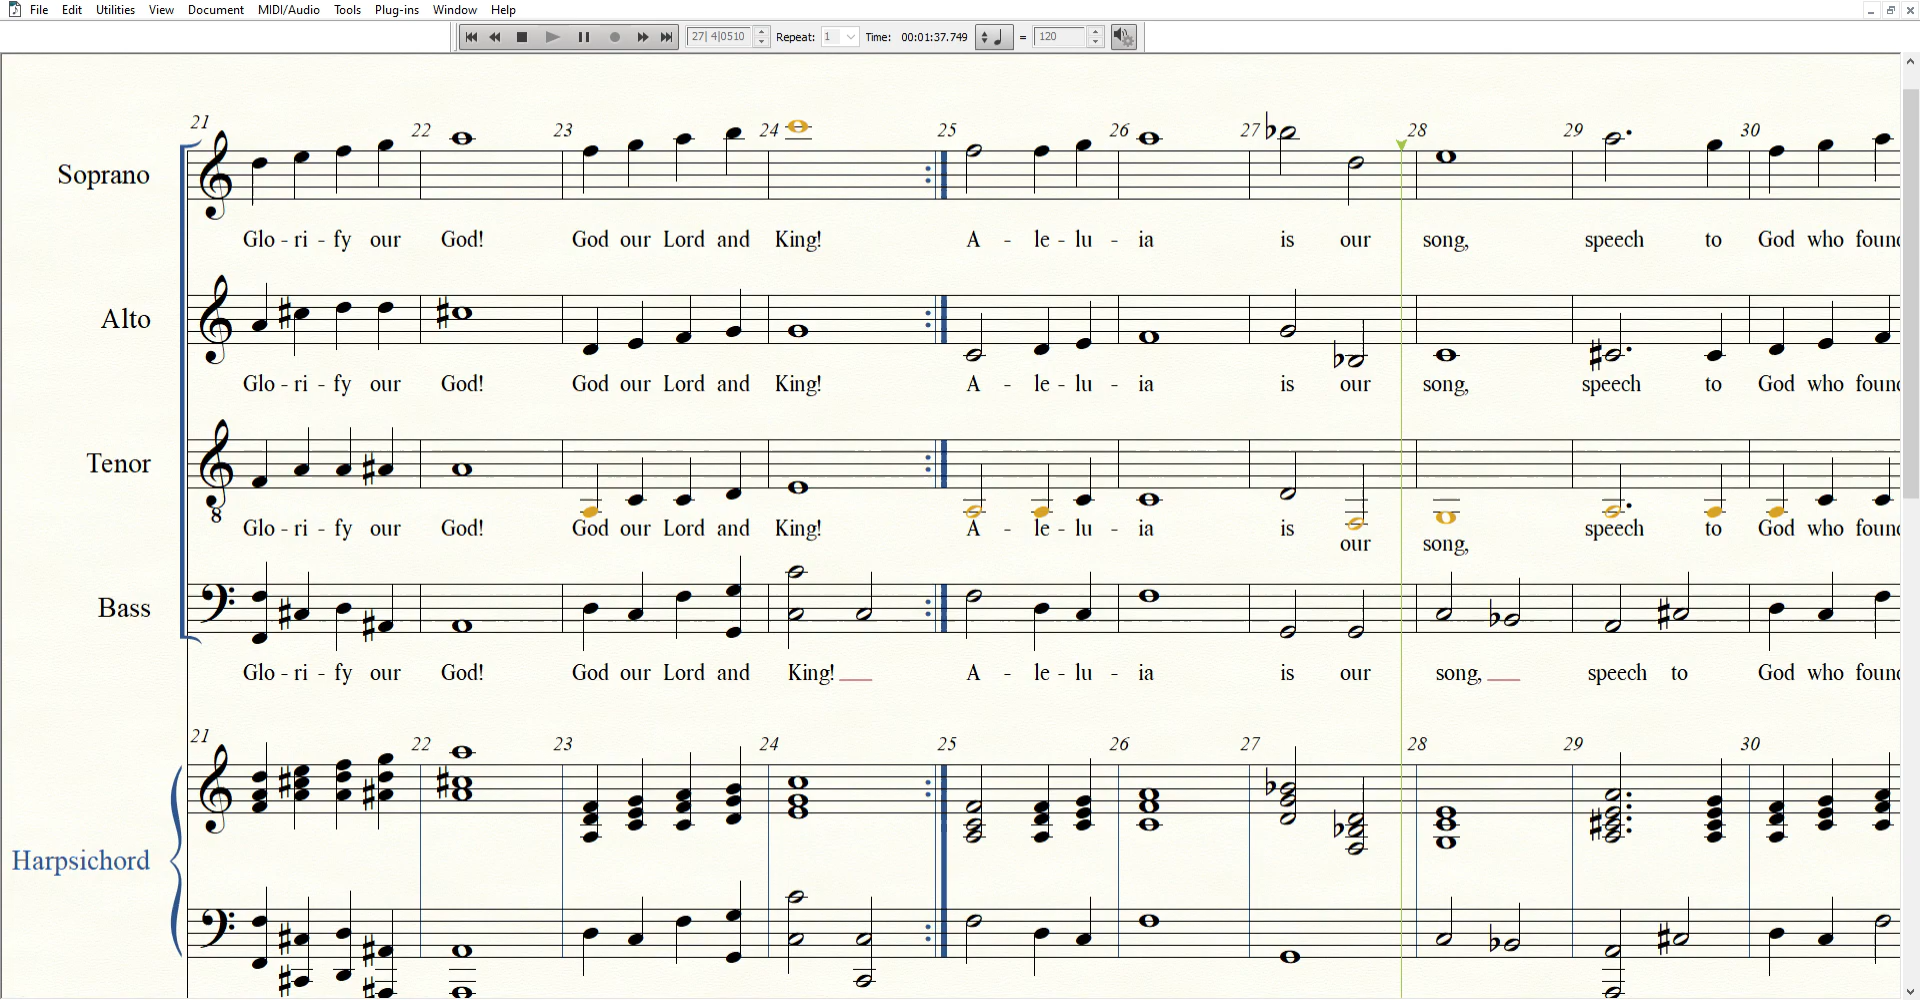 File Edit Utilities View Document MIDI/Audio Tools Plug-ins Window Help
27| 4|0510 Repeat: 1 Time: 00:01:37.749 = 120
21 22 23 24 25 26 27 28 29 30
Soprano
Glo - ri - fy our God! God our Lord and King! A - le - lu - ia is our song, speech to God who found
Alto
Glo - ri - fy our God! God our Lord and King! A - le - lu - ia is our song, speech to God who found
Tenor
8
Glo - ri - fy our God! God our Lord and King! A - le - lu - ia is our song, speech to God who found
Bass
Glo - ri - fy our God! God our Lord and King! A - le - lu - ia is our song, speech to God who found
21 22 23 24 25 26 27 28 29 30
Harpsichord